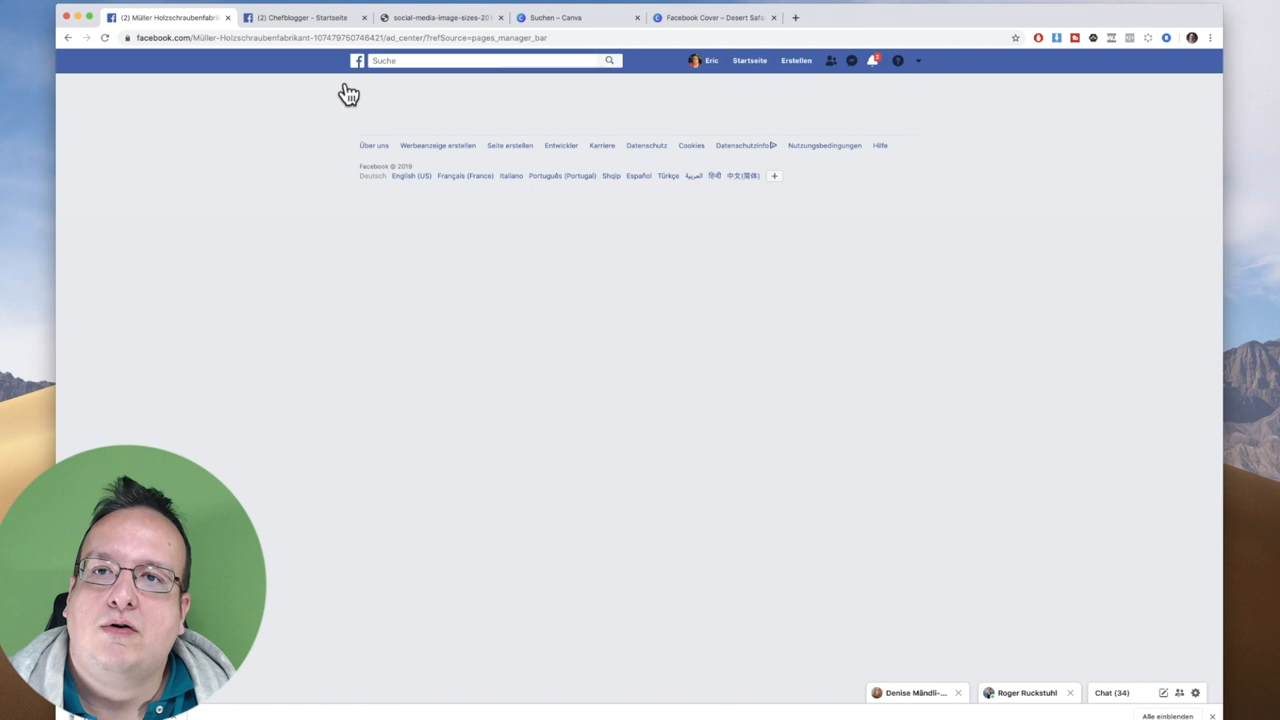 (2) Müller Holzschraubenfabrik
(2) Chefblogger - Startseite
social-media-image-sizes-201
Suchen – Canva
Facebook Cover – Desert Safa
facebook.com/Müller-Holzschraubenfabrikant-107479750746421/ad_center/?refSource=pages_manager_bar
Suche
Eric
Startseite
Erstellen
2
Über uns Werbeanzeige erstellen Seite erstellen Entwickler Karriere Datenschutz Cookies Datenschutzinfo Nutzungsbedingungen Hilfe
Facebook © 2019
Deutsch English (US) Français (France) Italiano Português (Portugal) Shqip Español Türkçe العربية हिन्दी 中文(简体) +
Denise Mändli-...
Roger Ruckstuhl
Chat (34)
Alle einblenden